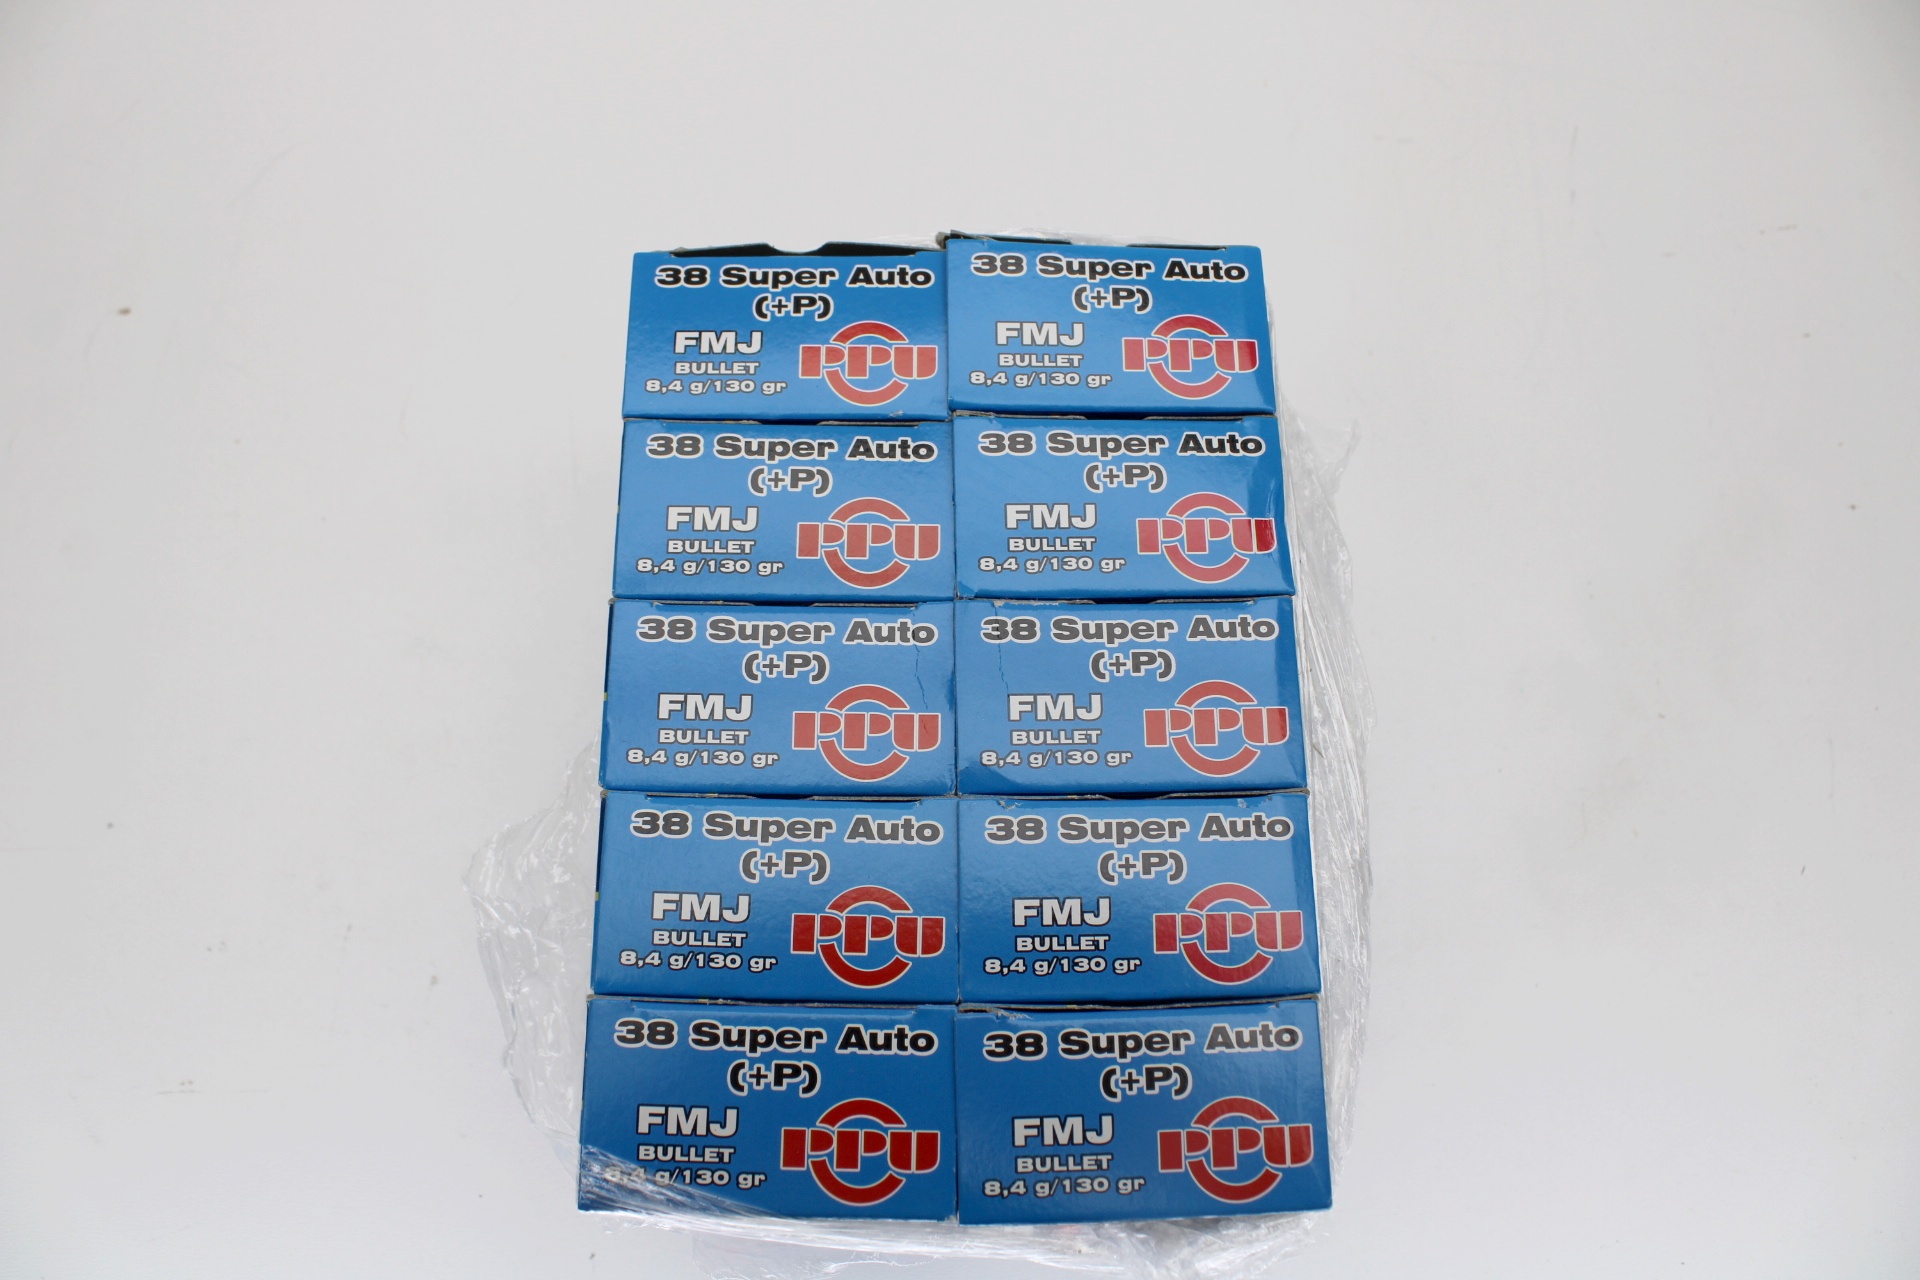 38 Super Auto
(+P)
FMJ
BULLET
8,4 g/130 gr
PPU
38 Super Auto
(+P)
FMJ
BULLET
8,4 g/130 gr
PPU
38 Super Auto
(+P)
FMJ
BULLET
8,4 g/130 gr
PPU
38 Super Auto
(+P)
FMJ
BULLET
8,4 g/130 gr
PPU
38 Super Auto
(+P)
FMJ
BULLET
8,4 g/130 gr
PPU
38 Super Auto
(+P)
FMJ
BULLET
8,4 g/130 gr
PPU
38 Super Auto
(+P)
FMJ
BULLET
8,4 g/130 gr
PPU
38 Super Auto
(+P)
FMJ
BULLET
8,4 g/130 gr
PPU
38 Super Auto
(+P)
FMJ
BULLET
8,4 g/130 gr
PPU
38 Super Auto
(+P)
FMJ
BULLET
8,4 g/130 gr
PPU